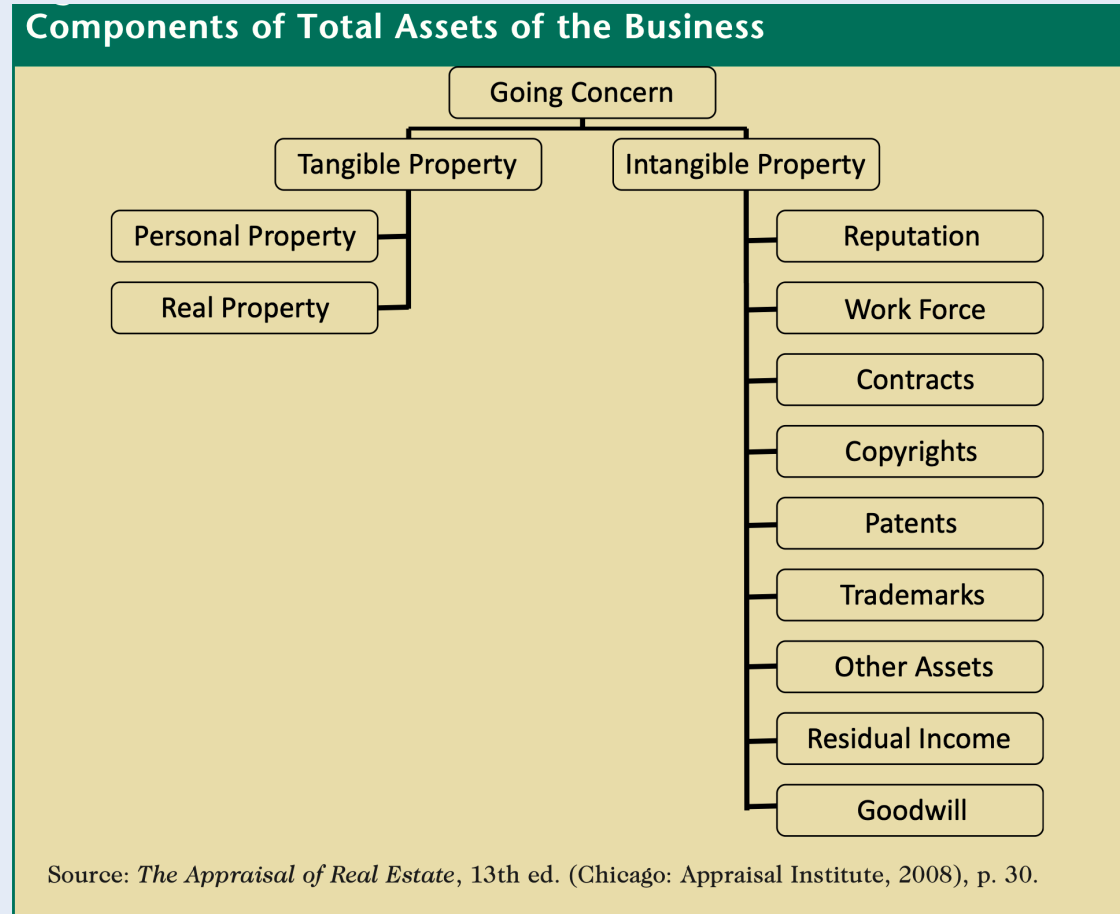 Components of Total Assets of the Business
Going Concern
Tangible Property
Intangible Property
Personal Property
Real Property
Reputation
Work Force
Contracts
Copyrights
Patents
Trademarks
Other Assets
Residual Income
Goodwill
Source: The Appraisal of Real Estate, 13th ed. (Chicago: Appraisal Institute, 2008), p. 30.